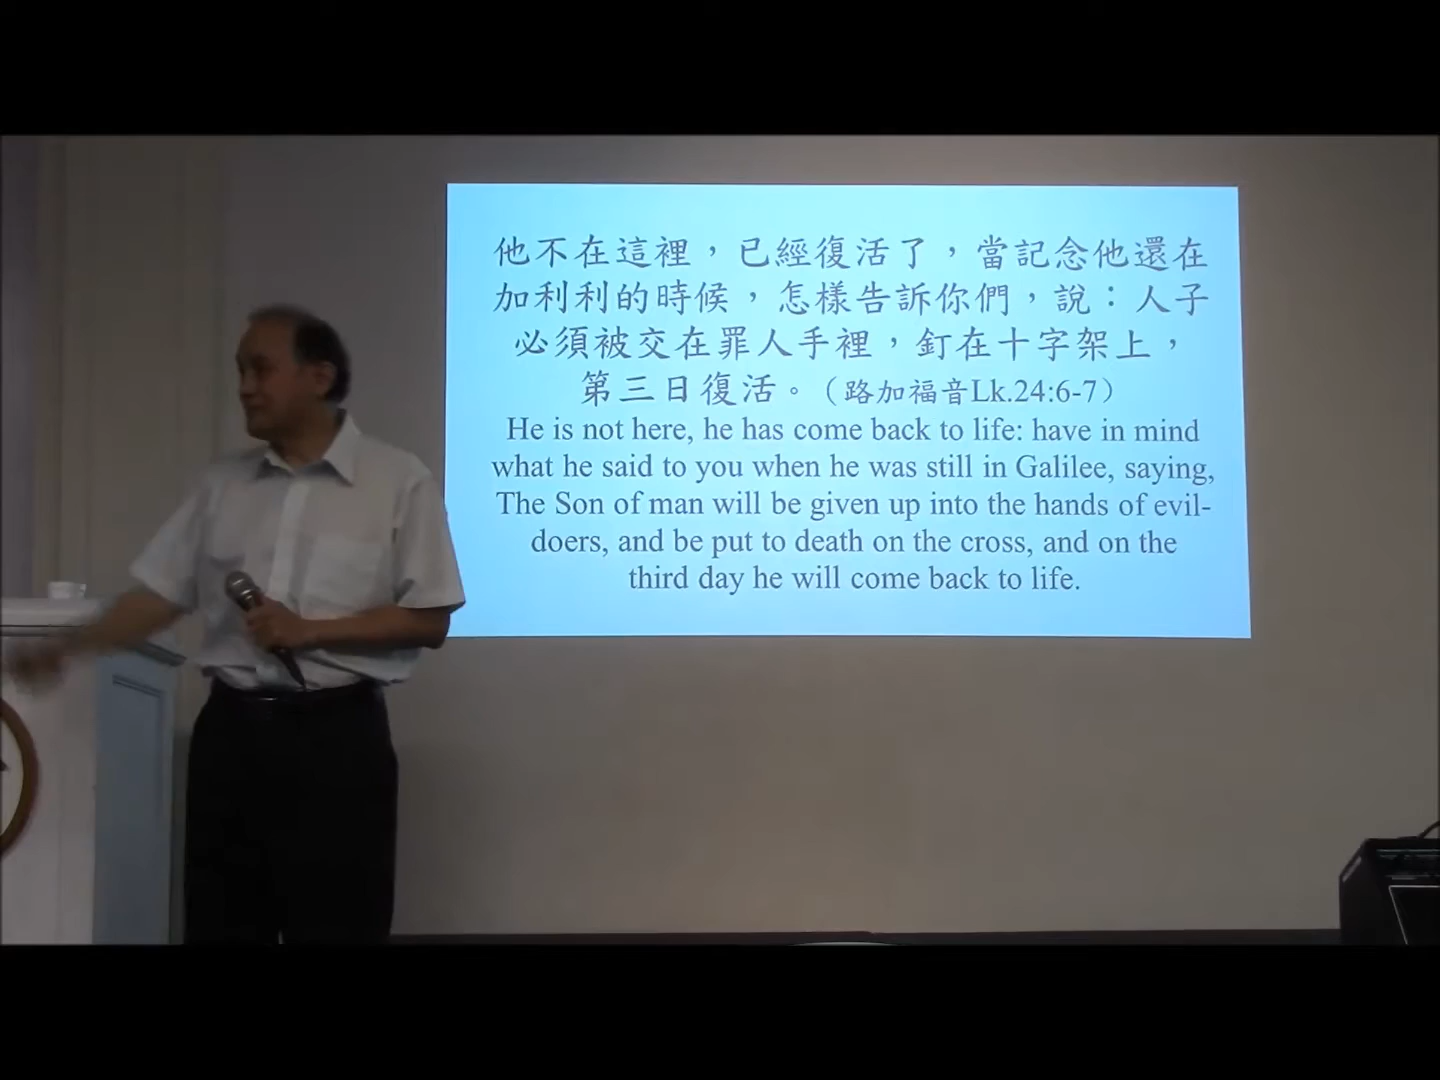 他不在這裡，已經復活了，當記念他還在
加利利的時候，怎樣告訴你們，說：人子
必須被交在罪人手裡，釘在十字架上，
第三日復活。（路加福音Lk.24:6-7）
He is not here, he has come back to life: have in mind
what he said to you when he was still in Galilee, saying,
The Son of man will be given up into the hands of evil-
doers, and be put to death on the cross, and on the
third day he will come back to life.